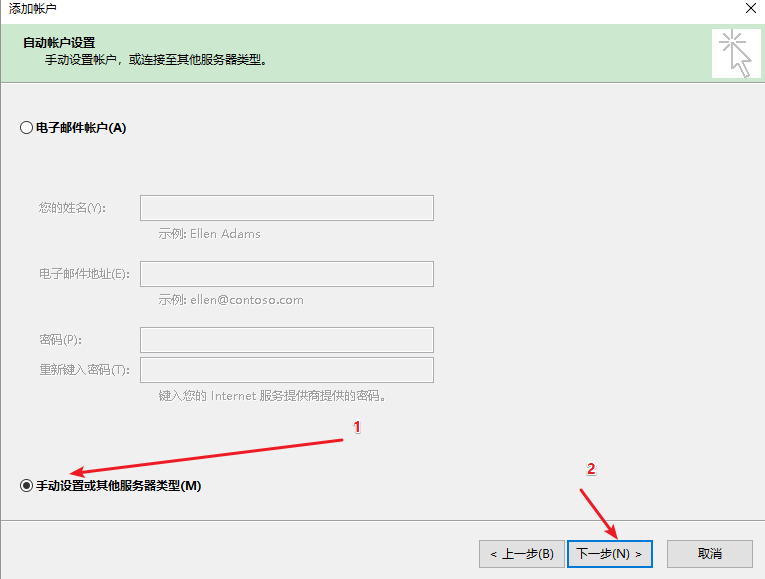 添加帐户
自动帐户设置
手动设置帐户，或连接至其他服务器类型。
电子邮件帐户(A)
您的姓名(Y):
示例: Ellen Adams
电子邮件地址(E):
示例: ellen@contoso.com
密码(P):
重新键入密码(T):
键入您的 Internet 服务提供商提供的密码。
1
手动设置或其他服务器类型(M)
2
< 上一步(B) 下一步(N) > 取消